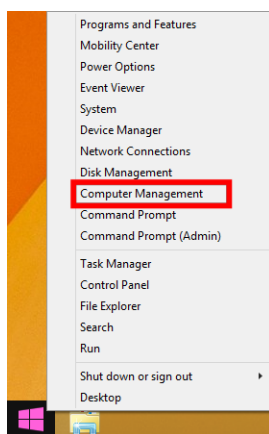 Programs and Features
Mobility Center
Power Options
Event Viewer
System
Device Manager
Network Connections
Disk Management
Computer Management
Command Prompt
Command Prompt (Admin)
Task Manager
Control Panel
File Explorer
Search
Run
Shut down or sign out
Desktop